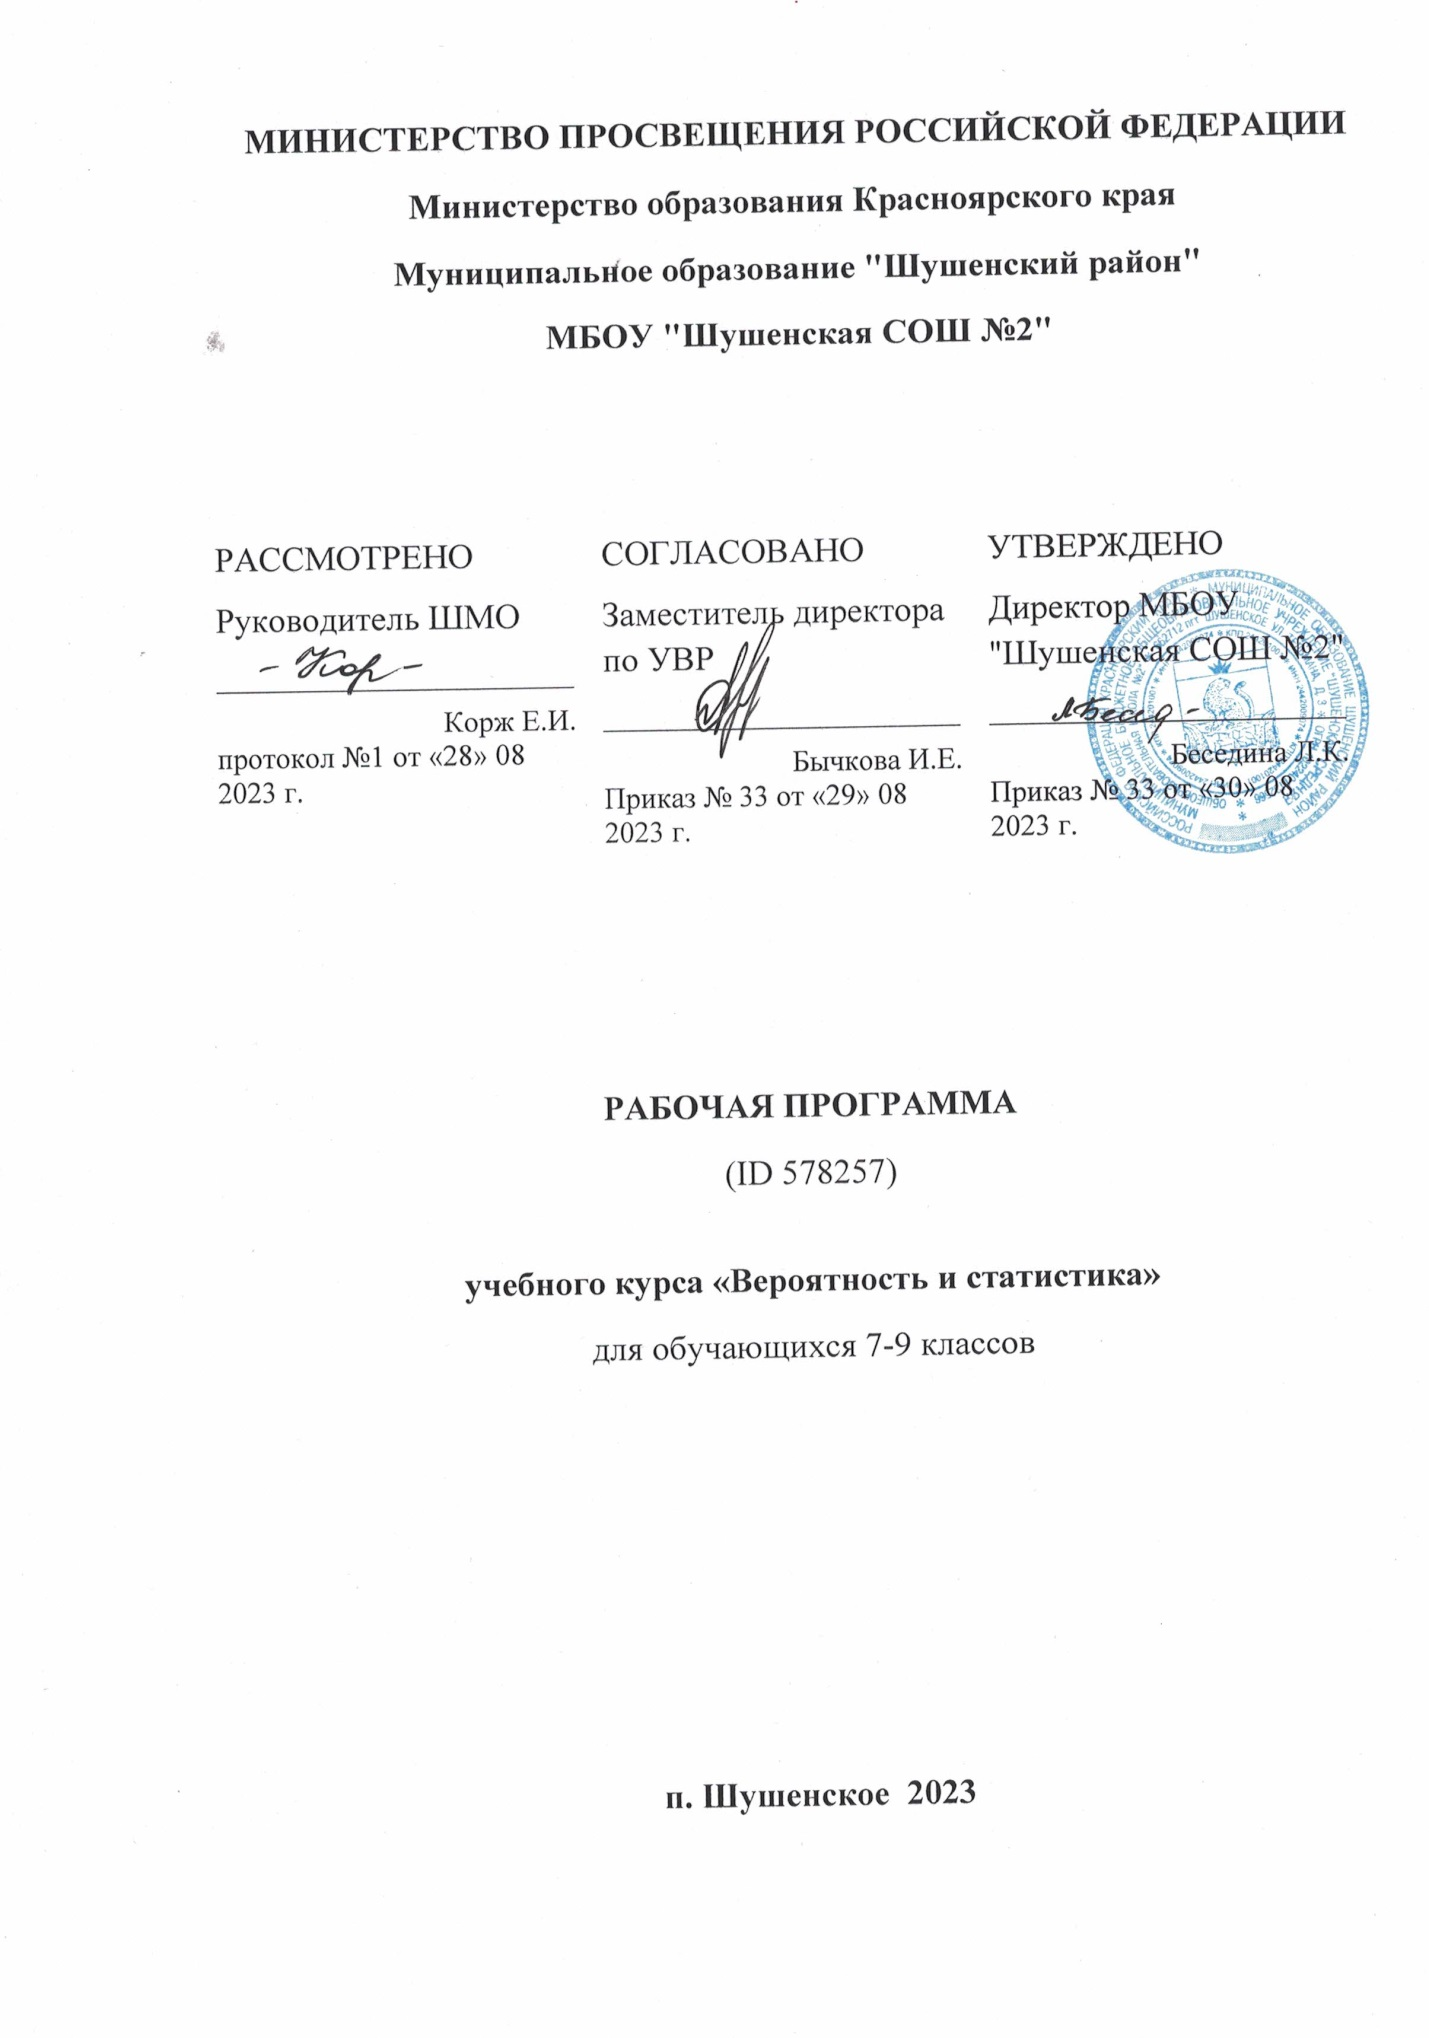 МИНИСТЕРСТВО ПРОСВЕЩЕНИЯ РОССИЙСКОЙ ФЕДЕРАЦИИ
Министерство образования Красноярского края
Муниципальное образование "Шушенский район"
МБОУ "Шушенская СОШ №2"
РАССМОТРЕНО
Руководитель ШМО
- Кор -
Корж Е.И.
протокол №1 от «28» 08
2023 г.
СОГЛАСОВАНО
Заместитель директора
по УВР
Бычкова И.Е.
Приказ № 33 от «29» 08
2023 г.
УТВЕРЖДЕНО
Директор МБОУ
"Шушенская СОШ №2"
Беседина Л.К.
Приказ № 33 от «30» 08
2023 г.
РАБОЧАЯ ПРОГРАММА
(ID 578257)
учебного курса «Вероятность и статистика»
для обучающихся 7-9 классов
п. Шушенское 2023